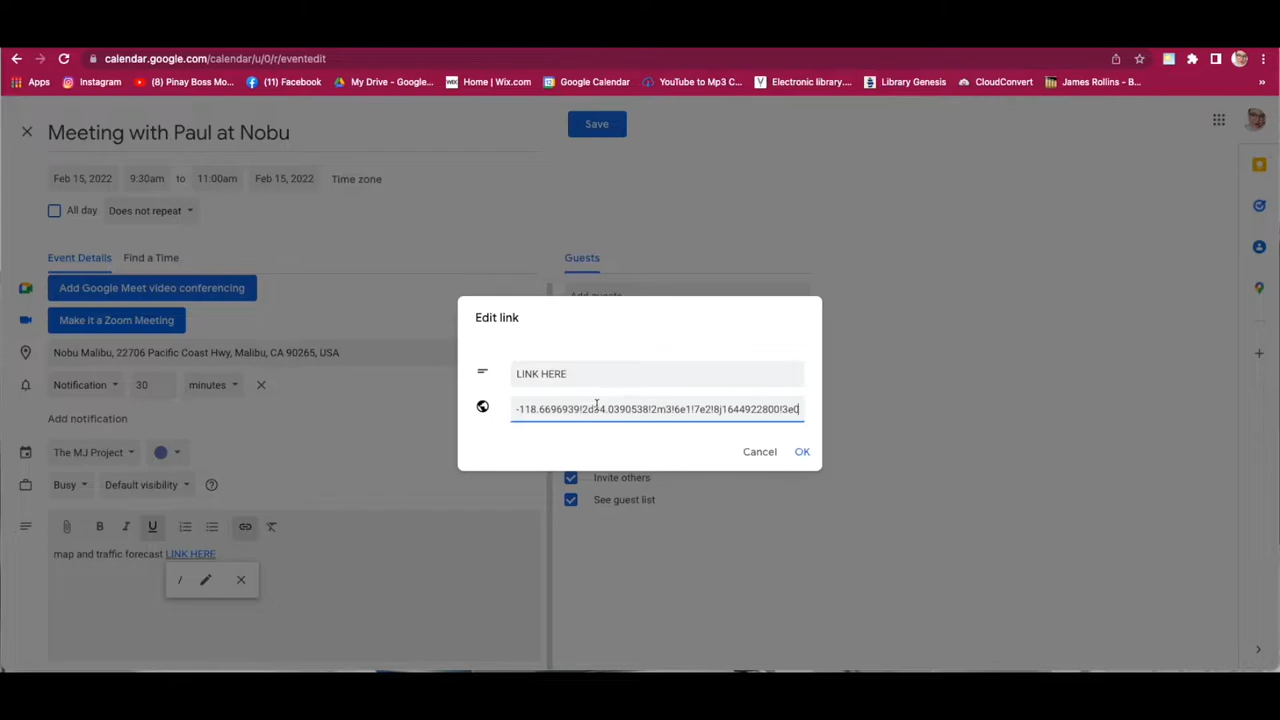 calendar.google.com/calendar/u/0/r/eventedit
Apps Instagram (8) Pinay Boss Mo... (2) Facebook My Drive - Google... Home | Wix.com Google Calendar YouTube to Mp3 C... Electronic library.... Library Genesis CloudConvert James Rollins - B... »
Meeting with Paul at Nobu
Save
Feb 15, 2022 9:30am to 11:00am Feb 15, 2022 Time zone
All day Does not repeat
Event Details Find a Time
Guests
Add Google Meet video conferencing
Add guests
Make it a Zoom Meeting
Edit link
Nobu Malibu, 22706 Pacific Coast Hwy, Malibu, CA 90265, USA
LINK HERE
Notification 30 minutes
-118.6696939!2d34.0390538!2m3!6e1!7e2!8j1644922800!3e0
Add notification
Cancel OK
The MJ Project
Invite others
Busy Default visibility
See guest list
B I U
map and traffic forecast LINK HERE
/